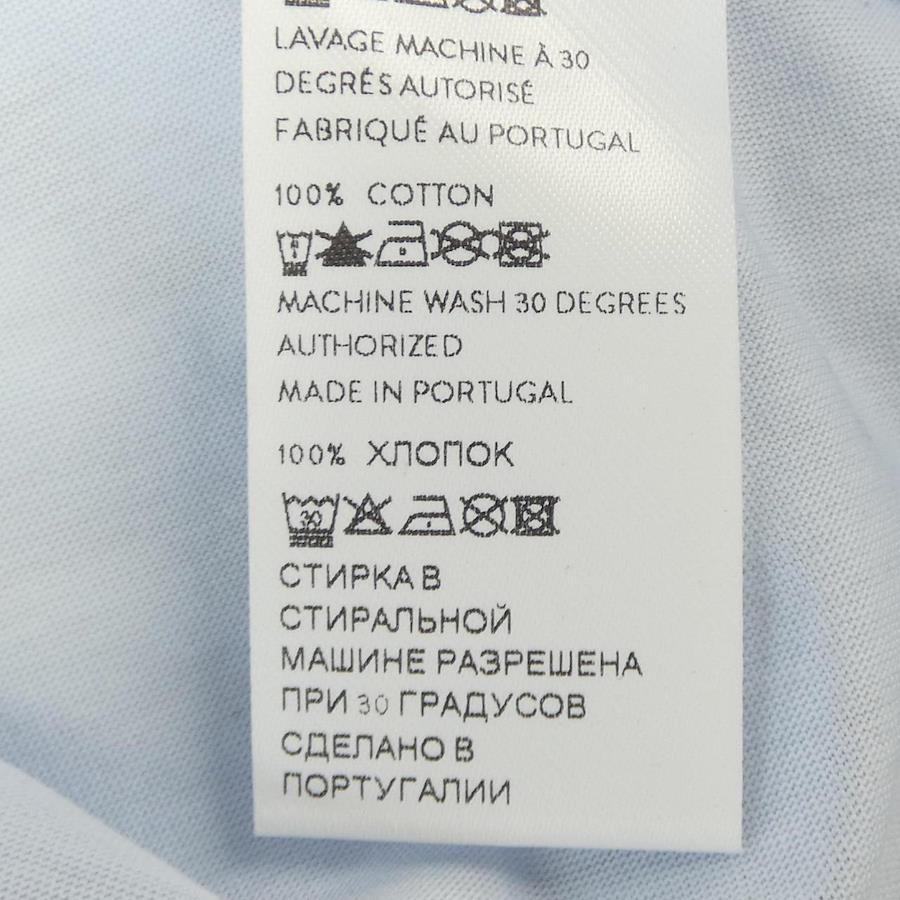 LAVAGE MACHINE À 30
DEGRÉS AUTORISÉ
FABRIQUÉ AU PORTUGAL
100% COTTON
MACHINE WASH 30 DEGREES
AUTHORIZED
MADE IN PORTUGAL
100% ХЛОПОК
30
СТИРКА В
СТИРАЛЬНОЙ
МАШИНЕ РАЗРЕШЕНА
ПРИ 30 ГРАДУСОВ
СДЕЛАНО В
ПОРТУГАЛИИ